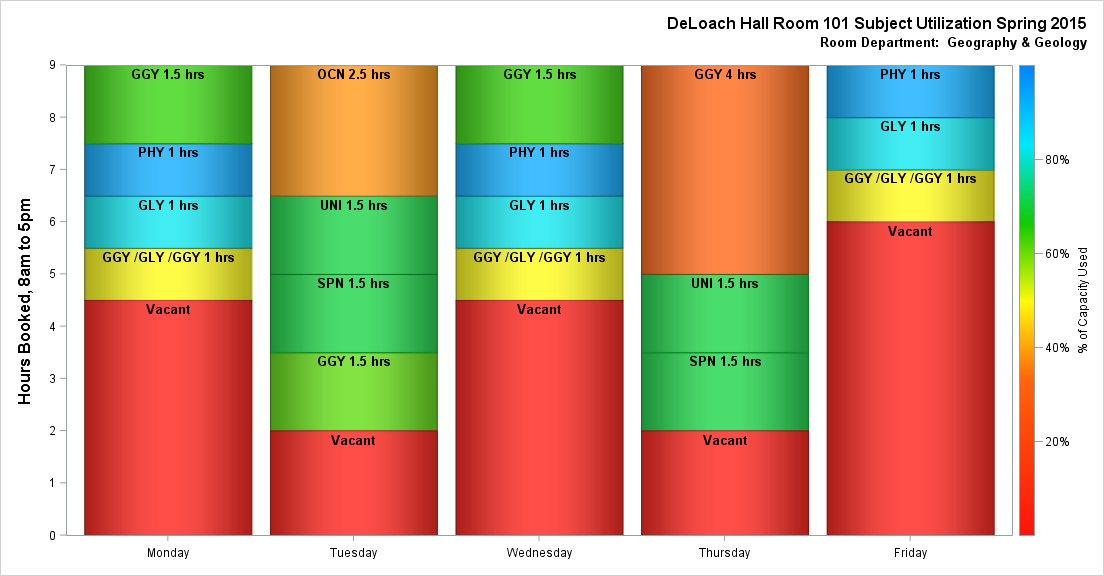 DeLoach Hall Room 101 Subject Utilization Spring 2015
Room Department: Geography & Geology
Hours Booked, 8am to 5pm
9
8
7
6
5
4
3
2
1
0
GGY 1.5 hrs
PHY 1 hrs
GLY 1 hrs
GGY /GLY /GGY 1 hrs
Vacant
OCN 2.5 hrs
UNI 1.5 hrs
SPN 1.5 hrs
GGY 1.5 hrs
Vacant
GGY 1.5 hrs
PHY 1 hrs
GLY 1 hrs
GGY /GLY /GGY 1 hrs
Vacant
GGY 4 hrs
UNI 1.5 hrs
SPN 1.5 hrs
Vacant
PHY 1 hrs
GLY 1 hrs
GGY /GLY /GGY 1 hrs
Vacant
Monday
Tuesday
Wednesday
Thursday
Friday
80%
60%
40%
20%
% of Capacity Used